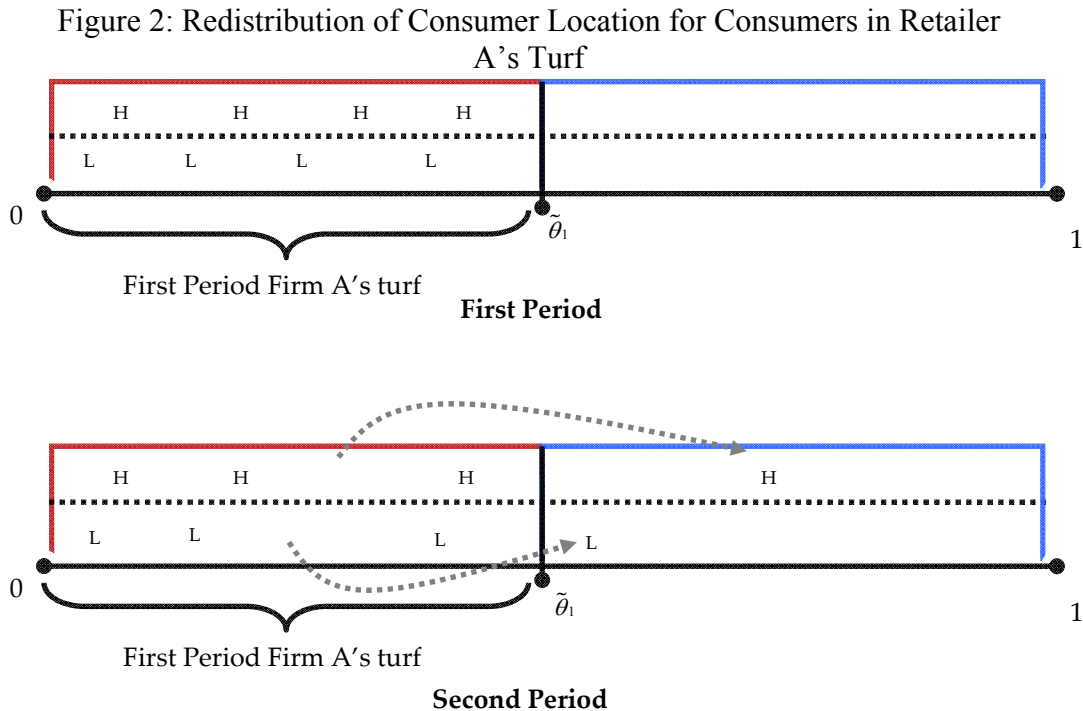 Figure 2: Redistribution of Consumer Location for Consumers in Retailer
A’s Turf
H H H H
L L L L
0
θ̃₁
1
First Period Firm A’s turf
First Period
H H H H
L L L L
0
θ̃₁
1
First Period Firm A’s turf
Second Period